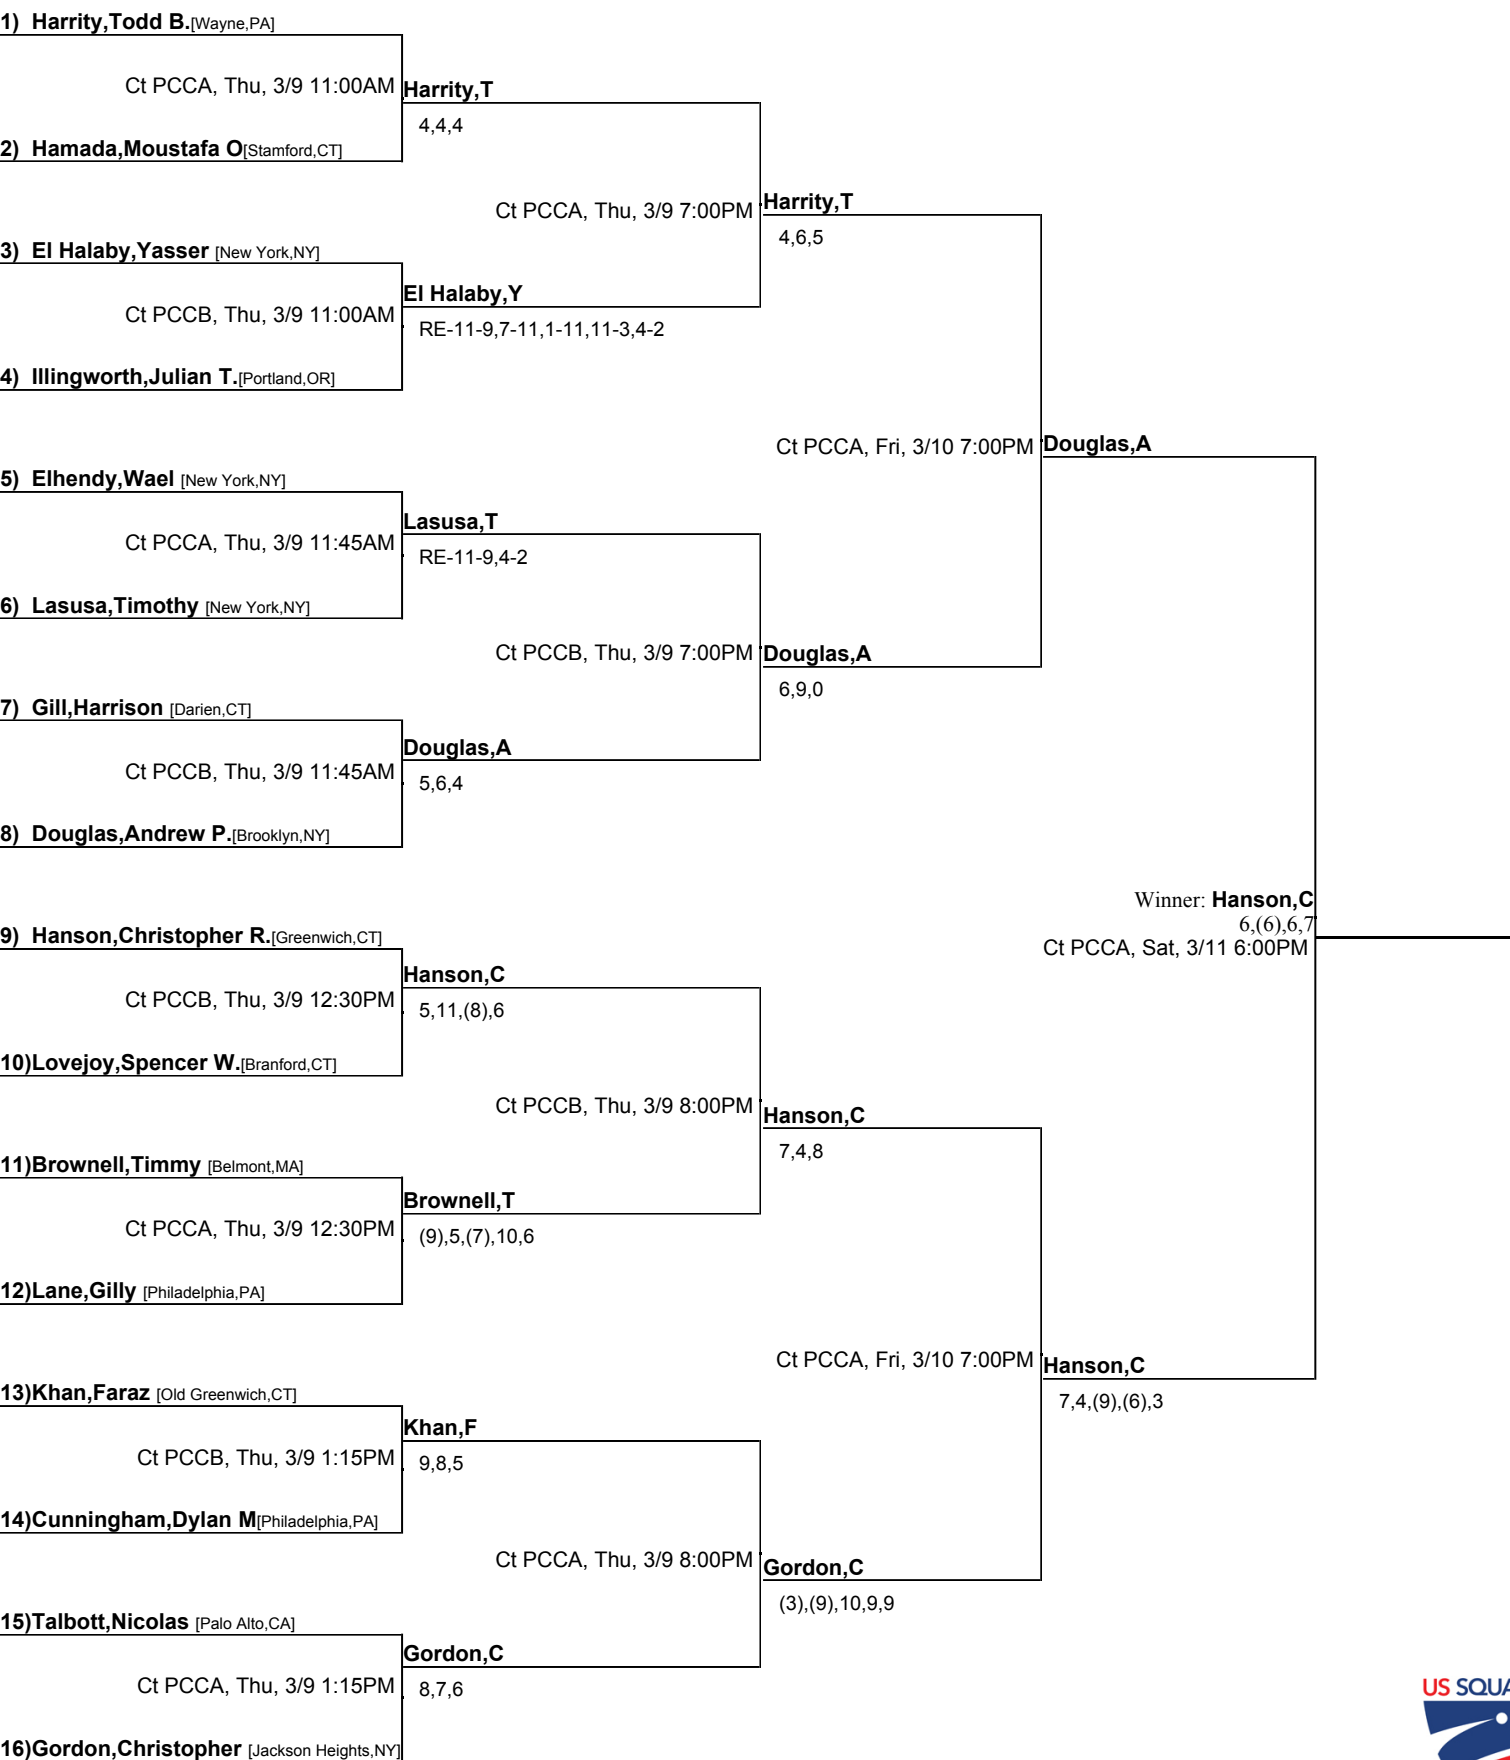 1) Harrity,Todd B.[Wayne,PA]
Ct PCCA, Thu, 3/9 11:00AM
Harrity,T
4,4,4
2) Hamada,Moustafa O[Stamford,CT]
Ct PCCA, Thu, 3/9 7:00PM
Harrity,T
4,6,5
3) El Halaby,Yasser [New York,NY]
Ct PCCB, Thu, 3/9 11:00AM
El Halaby,Y
RE-11-9,7-11,1-11,11-3,4-2
4) Illingworth,Julian T.[Portland,OR]
Ct PCCA, Fri, 3/10 7:00PM
Douglas,A
5) Elhendy,Wael [New York,NY]
Ct PCCA, Thu, 3/9 11:45AM
Lasusa,T
RE-11-9,4-2
6) Lasusa,Timothy [New York,NY]
Ct PCCB, Thu, 3/9 7:00PM
Douglas,A
6,9,0
7) Gill,Harrison [Darien,CT]
Ct PCCB, Thu, 3/9 11:45AM
Douglas,A
5,6,4
8) Douglas,Andrew P.[Brooklyn,NY]
Winner: Hanson,C
6,(6),6,7
Ct PCCA, Sat, 3/11 6:00PM
9) Hanson,Christopher R.[Greenwich,CT]
Ct PCCB, Thu, 3/9 12:30PM
Hanson,C
5,11,(8),6
10)Lovejoy,Spencer W.[Branford,CT]
Ct PCCB, Thu, 3/9 8:00PM
Hanson,C
7,4,8
11)Brownell,Timmy [Belmont,MA]
Ct PCCA, Thu, 3/9 12:30PM
Brownell,T
(9),5,(7),10,6
12)Lane,Gilly [Philadelphia,PA]
Ct PCCA, Fri, 3/10 7:00PM
Hanson,C
7,4,(9),(6),3
13)Khan,Faraz [Old Greenwich,CT]
Ct PCCB, Thu, 3/9 1:15PM
Khan,F
9,8,5
14)Cunningham,Dylan M[Philadelphia,PA]
Ct PCCA, Thu, 3/9 8:00PM
Gordon,C
(3),(9),10,9,9
15)Talbott,Nicolas [Palo Alto,CA]
Ct PCCA, Thu, 3/9 1:15PM
Gordon,C
8,7,6
16)Gordon,Christopher [Jackson Heights,NY]
US SQUA